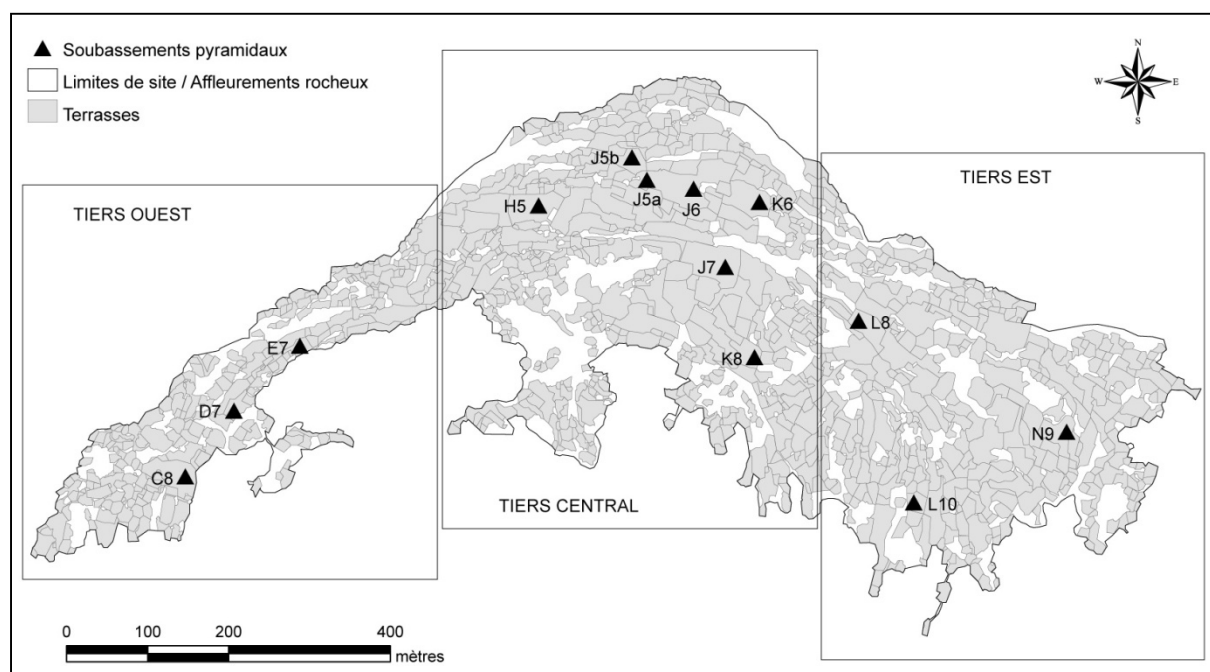 Soubassements pyramidaux
Limites de site / Affleurements rocheux
Terrasses
N
W E
S
TIERS OUEST
TIERS EST
TIERS CENTRAL
J5b
J5a
H5
J6
K6
J7
L8
E7
K8
D7
N9
C8
L10
0 100 200 400
mètres